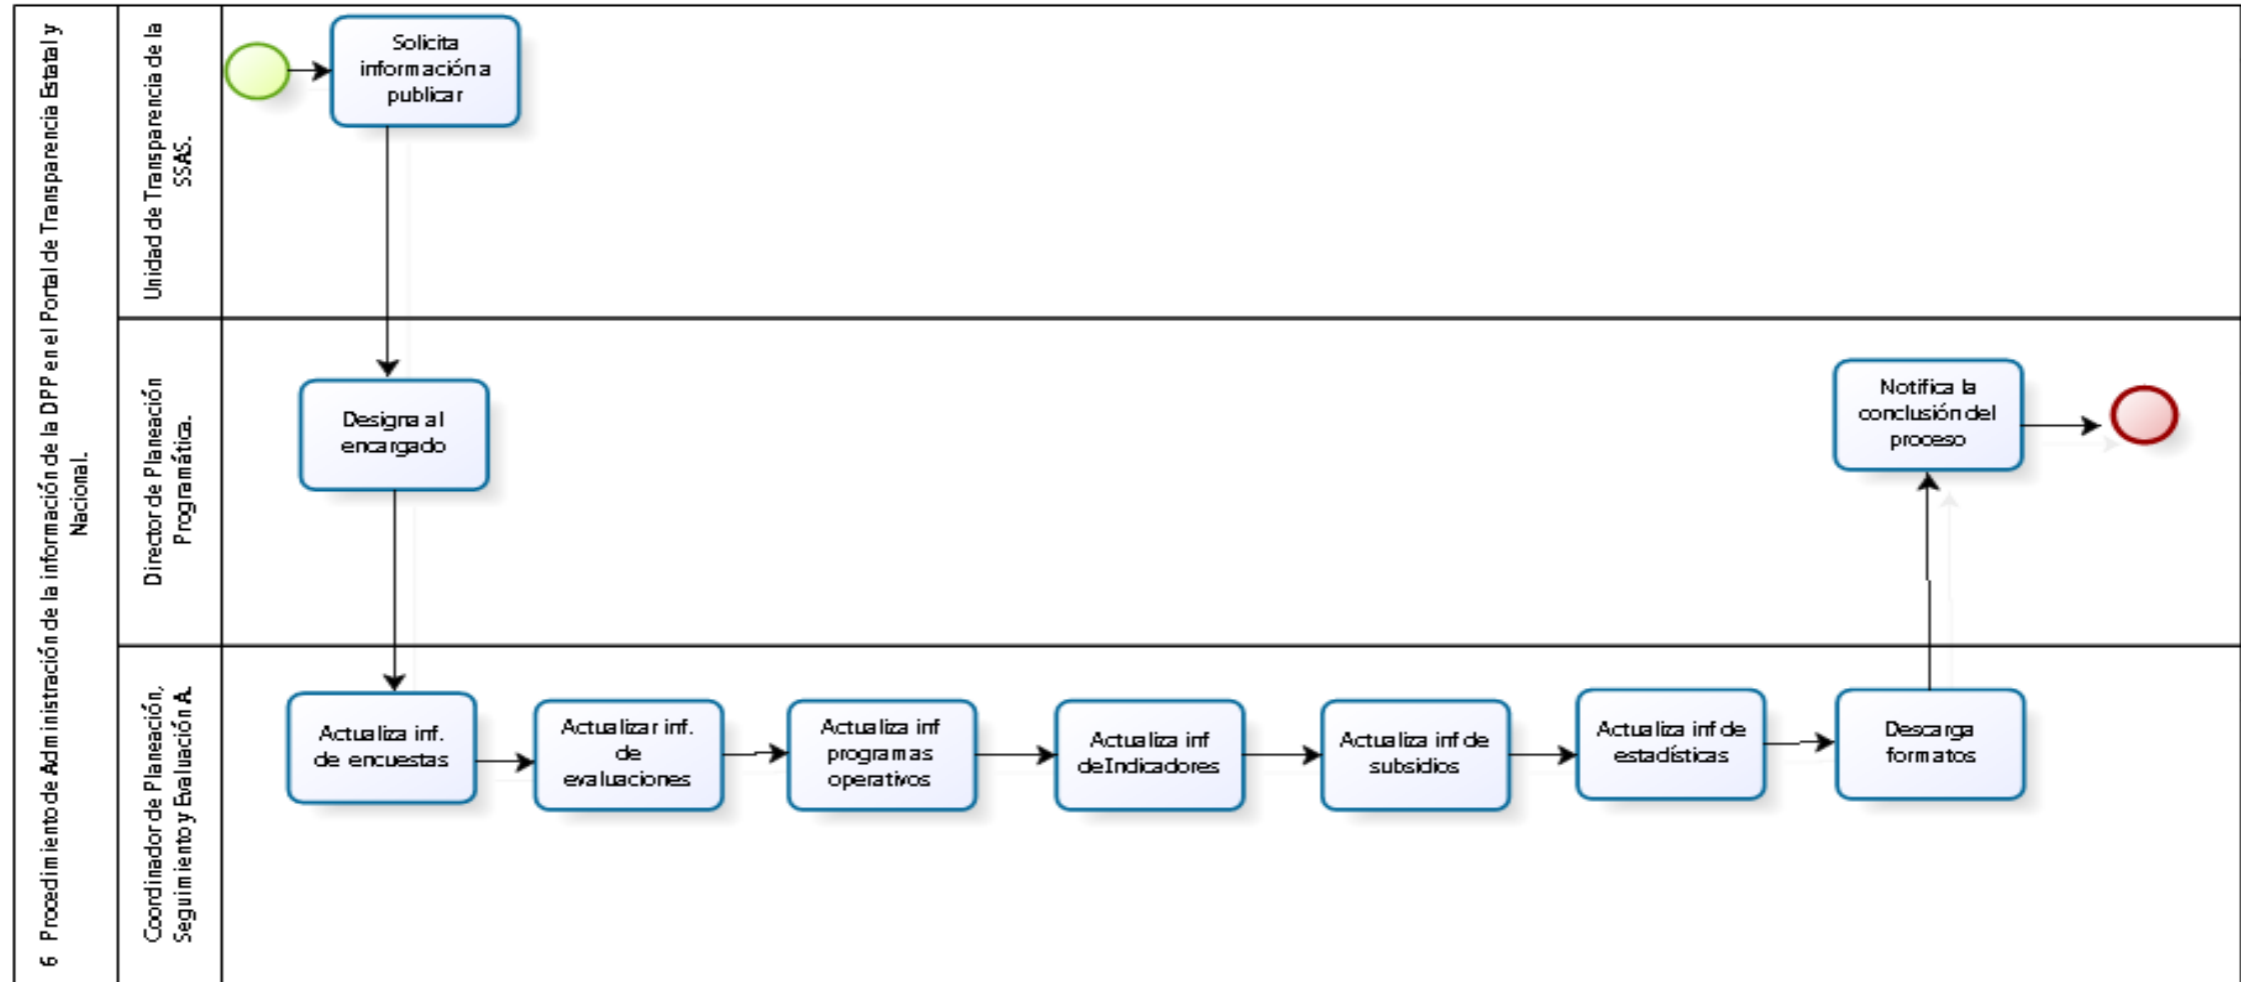 6 Procedimiento de Administración de la información de la DPP en el Portal de Transparencia Estatal y
Nacional.
Unidad de Transparencia de la
SSAS.
Solicita
información a
publicar
Director de Planeación
Programática.
Designa al
encargado
Notifica la
conclusión del
proceso
Coordinador de Planeación,
Seguimiento y Evaluación A.
Actualiza inf.
de encuestas
Actualizar inf.
de
evaluaciones
Actualiza inf
programas
operativos
Actualiza inf
de Indicadores
Actualiza inf de
subsidios
Actualiza inf de
estadísticas
Descarga
formatos